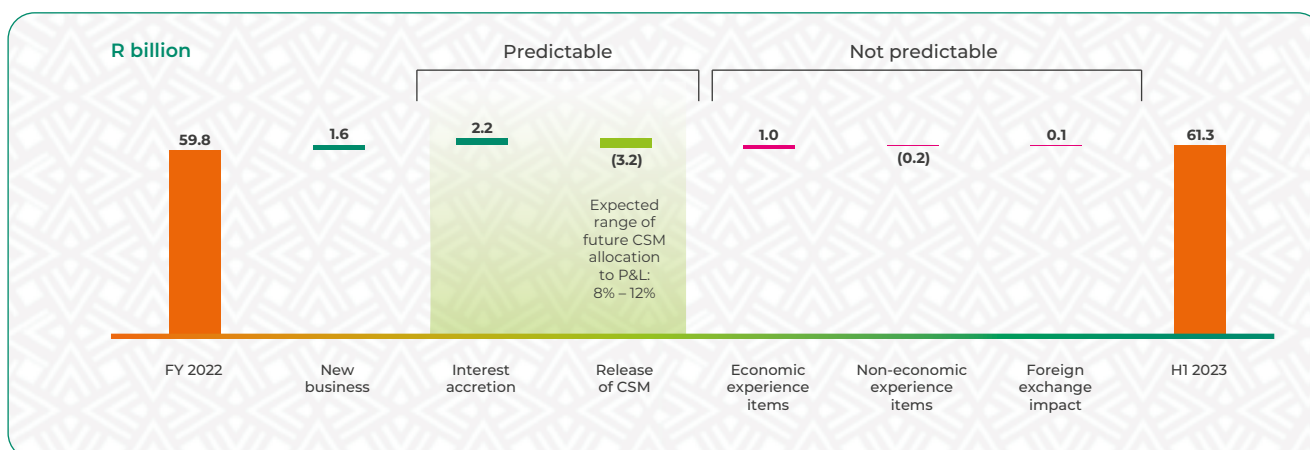 R billion
Predictable
Not predictable
59.8
1.6
2.2
(3.2)
1.0
(0.2)
0.1
61.3
Expected
range of
future CSM
allocation
to P&L:
8% – 12%
FY 2022
New
business
Interest
accretion
Release
of CSM
Economic
experience
items
Non-economic
experience
items
Foreign
exchange
impact
H1 2023